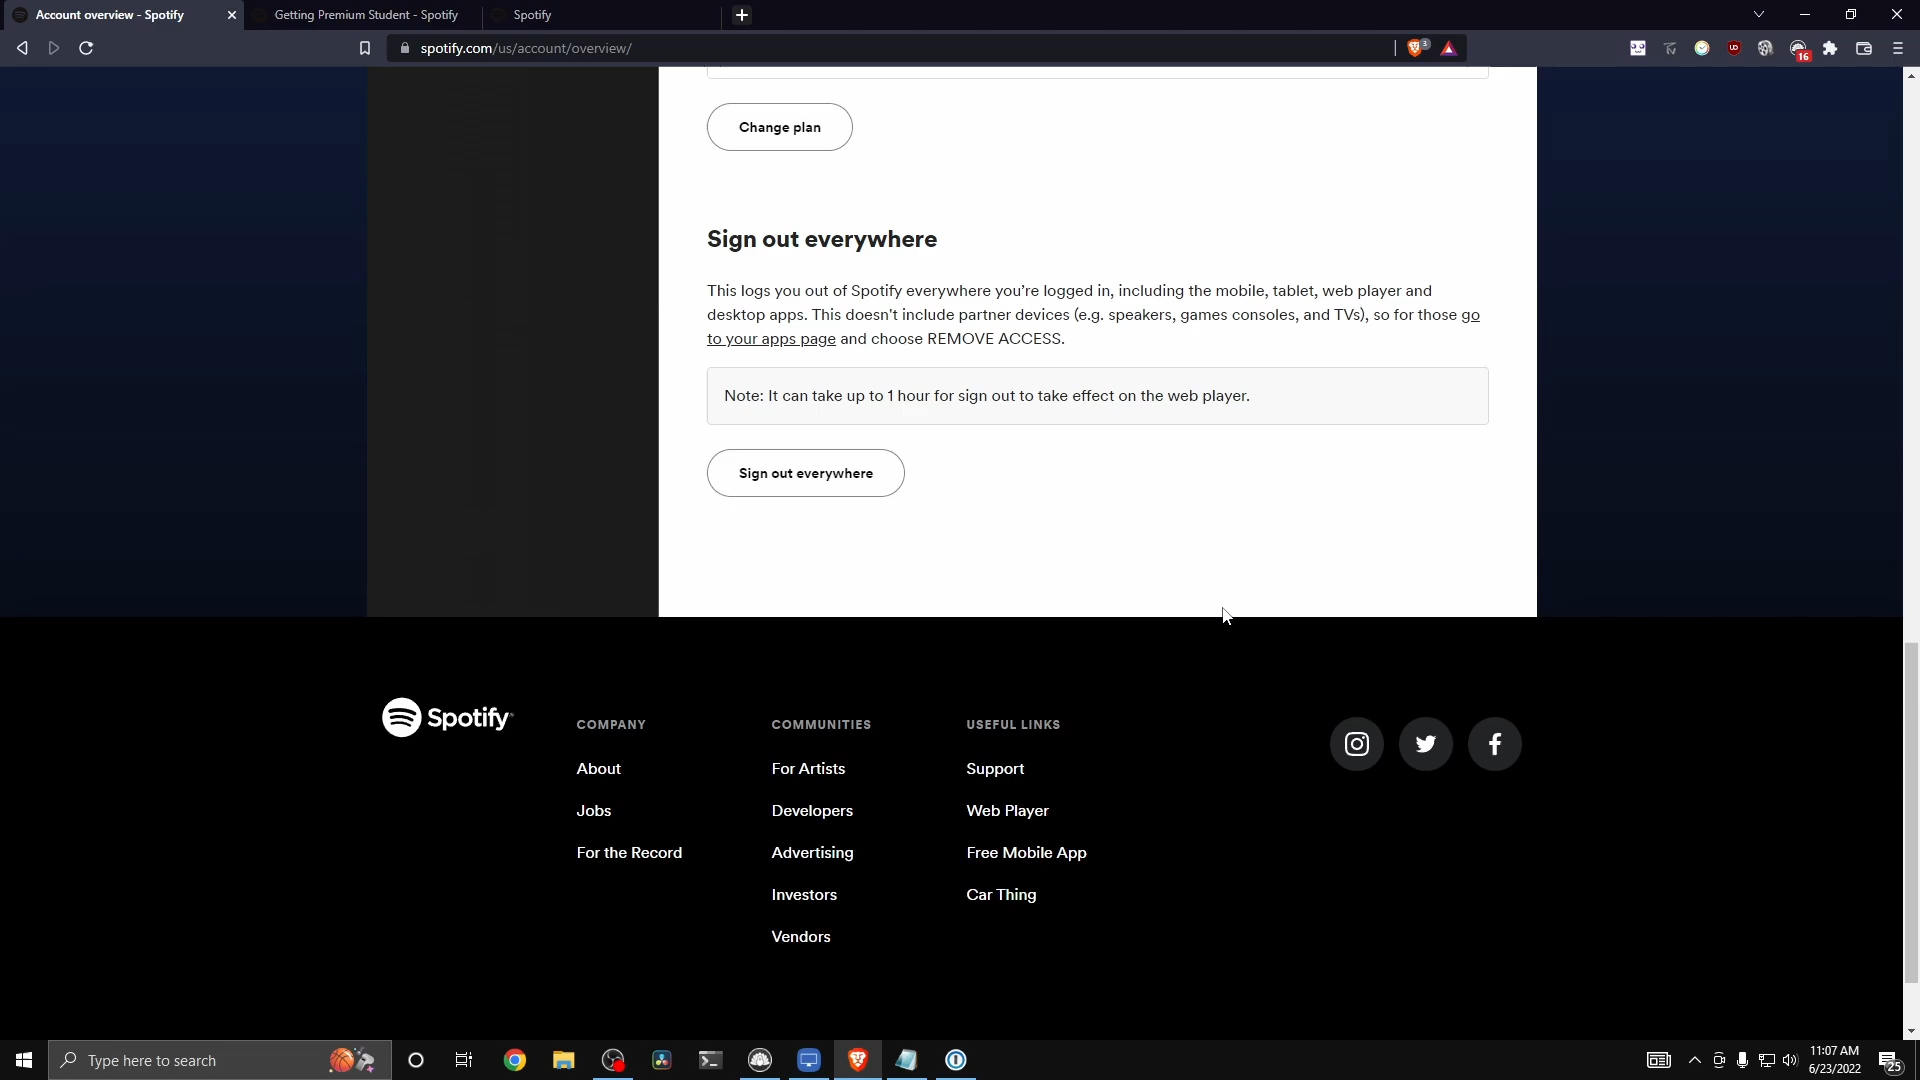 Account overview - Spotify
Getting Premium Student - Spotify
Spotify
spotify.com/us/account/overview/
3
UD
16
Change plan
Sign out everywhere
This logs you out of Spotify everywhere you're logged in, including the mobile, tablet, web player and
desktop apps. This doesn't include partner devices (e.g. speakers, games consoles, and TVs), so for those go
to your apps page and choose REMOVE ACCESS.
Note: It can take up to 1 hour for sign out to take effect on the web player.
Sign out everywhere
Spotify
COMPANY
About
Jobs
For the Record
COMMUNITIES
For Artists
Developers
Advertising
Investors
Vendors
USEFUL LINKS
Support
Web Player
Free Mobile App
Car Thing
Type here to search
11:07 AM
6/23/2022
25